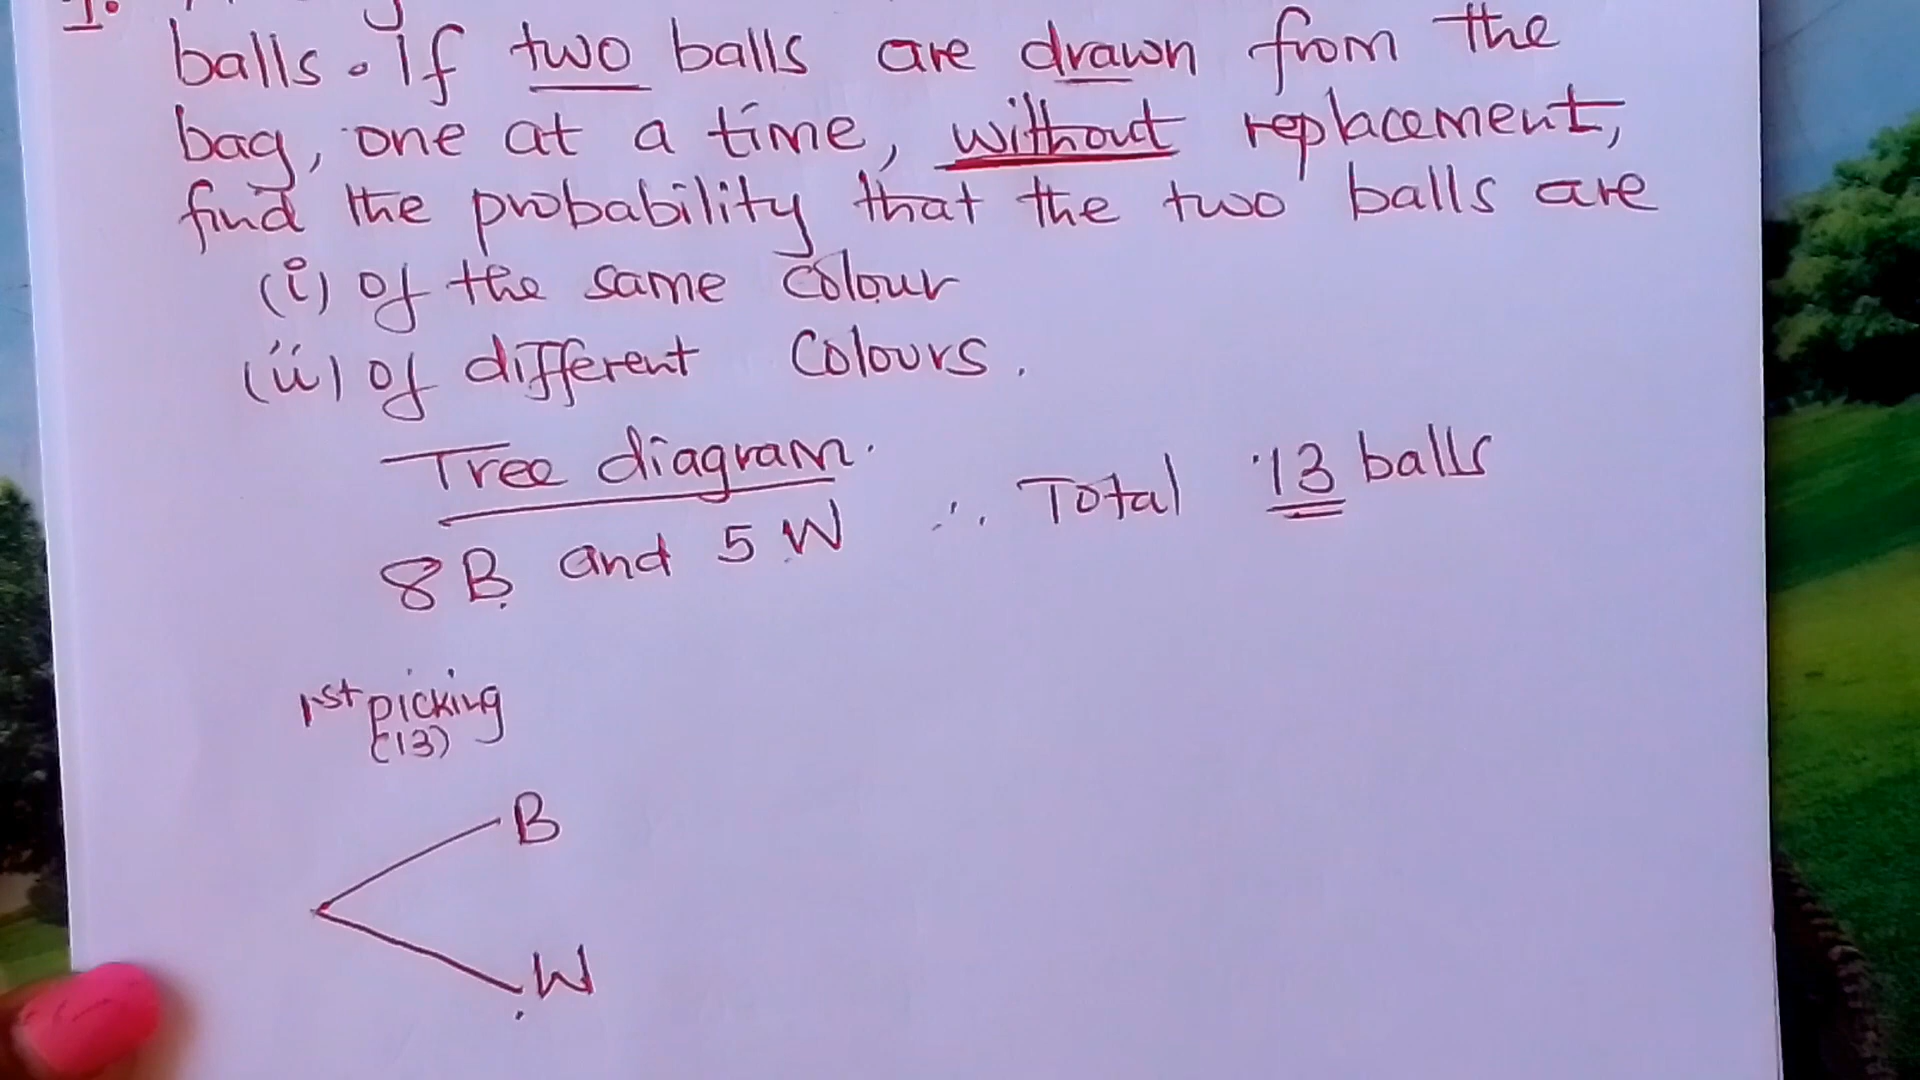 1.
balls. If two balls are drawn from the
bag, one at a time, without replacement,
find the probability that the two balls are
(i) of the same colour
(ii) of different colours.
Tree diagram.
8B and 5W ∴ Total 13 balls
1st picking
(13)
B
W